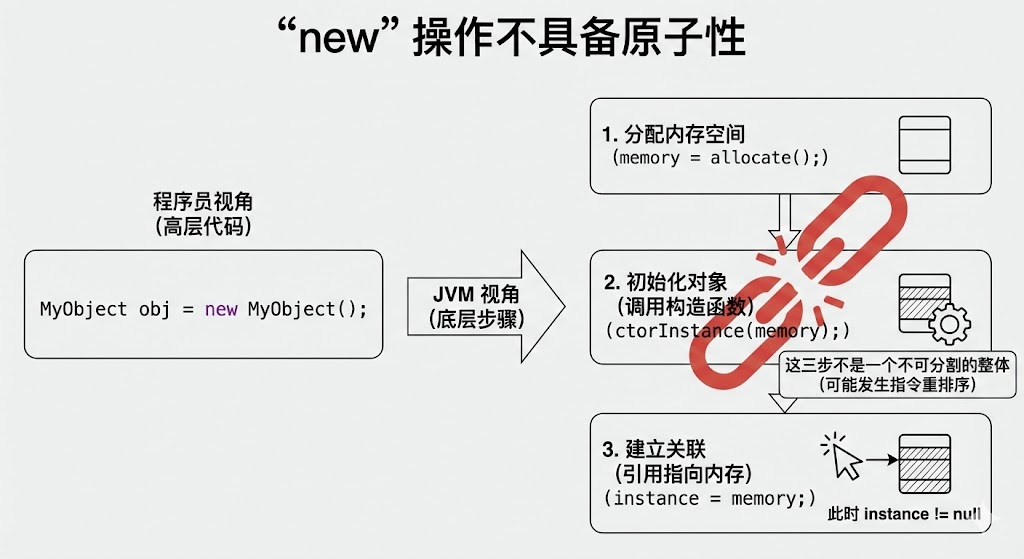 “new” 操作不具备原子性
程序员视角
（高层代码）
MyObject obj = new MyObject();
JVM 视角
（底层步骤）
1. 分配内存空间
(memory = allocate();)
2. 初始化对象
（调用构造函数）
(ctorInstance(memory);)
这三步不是一个不可分割的整体
（可能发生指令重排序）
3. 建立关联
（引用指向内存）
(instance = memory;)
此时 instance != null